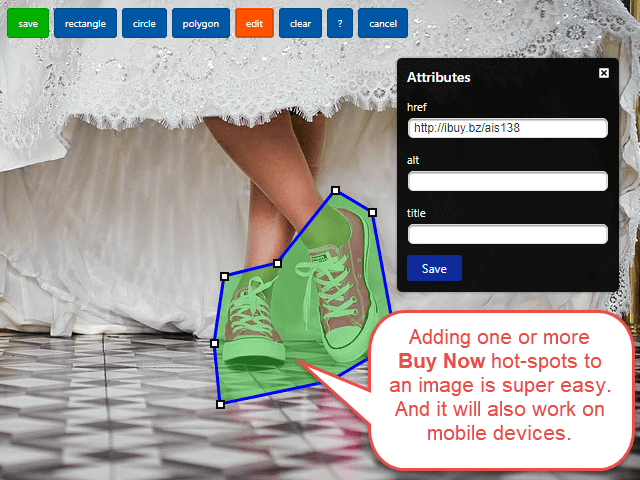 save rectangle circle polygon edit clear ? cancel
Attributes
href
http://ibuy.bz/ais138
alt
title
Save
Adding one or more
Buy Now hot-spots to
an image is super easy.
And it will also work on
mobile devices.